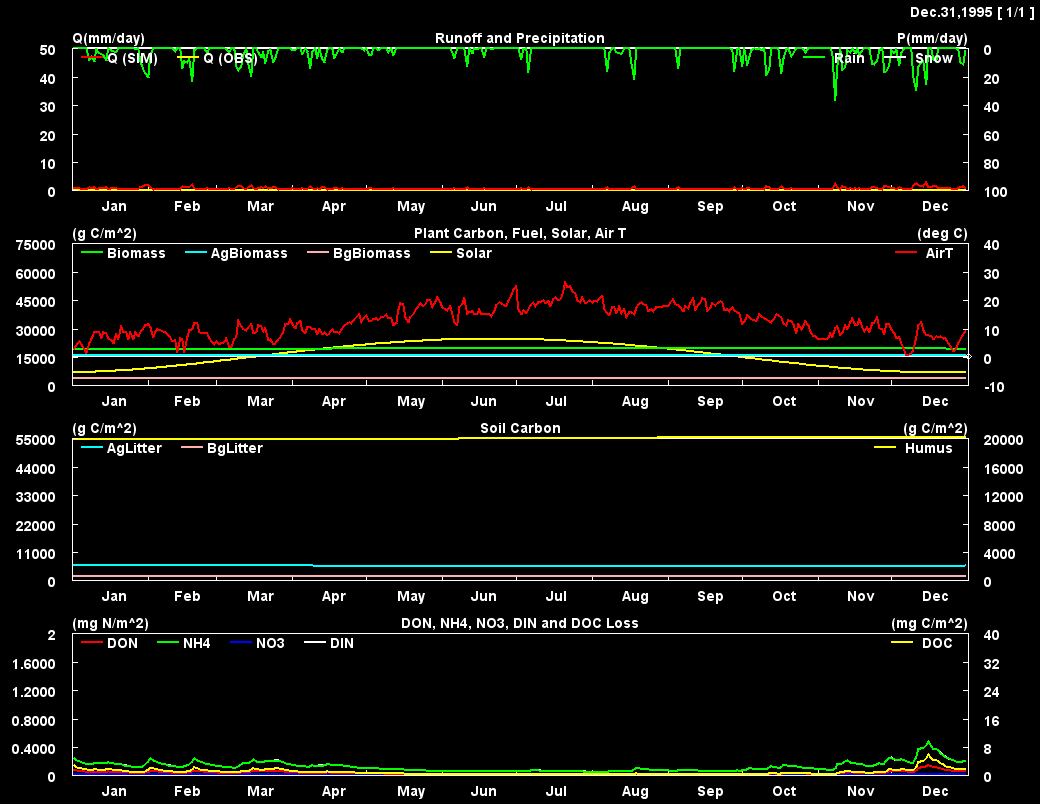 Dec.31,1995 [ 1/1 ]
Q(mm/day) Runoff and Precipitation P(mm/day)
50 Q (SIM) Q (OBS) Rain Snow 0
40 20
30 40
20 60
10 80
0 100
Jan Feb Mar Apr May Jun Jul Aug Sep Oct Nov Dec
(g C/m^2) Plant Carbon, Fuel, Solar, Air T (deg C)
75000 40
Biomass AgBiomass BgBiomass Solar AirT
60000 30
45000 20
30000 10
15000 0
0 -10
Jan Feb Mar Apr May Jun Jul Aug Sep Oct Nov Dec
(g C/m^2) Soil Carbon (g C/m^2)
55000 20000
AgLitter BgLitter Humus
44000 16000
33000 12000
22000 8000
11000 4000
0 0
Jan Feb Mar Apr May Jun Jul Aug Sep Oct Nov Dec
(mg N/m^2) DON, NH4, NO3, DIN and DOC Loss (mg C/m^2)
2 40
DON NH4 NO3 DIN DOC
1.6000 32
1.2000 24
0.8000 16
0.4000 8
0 0
Jan Feb Mar Apr May Jun Jul Aug Sep Oct Nov Dec